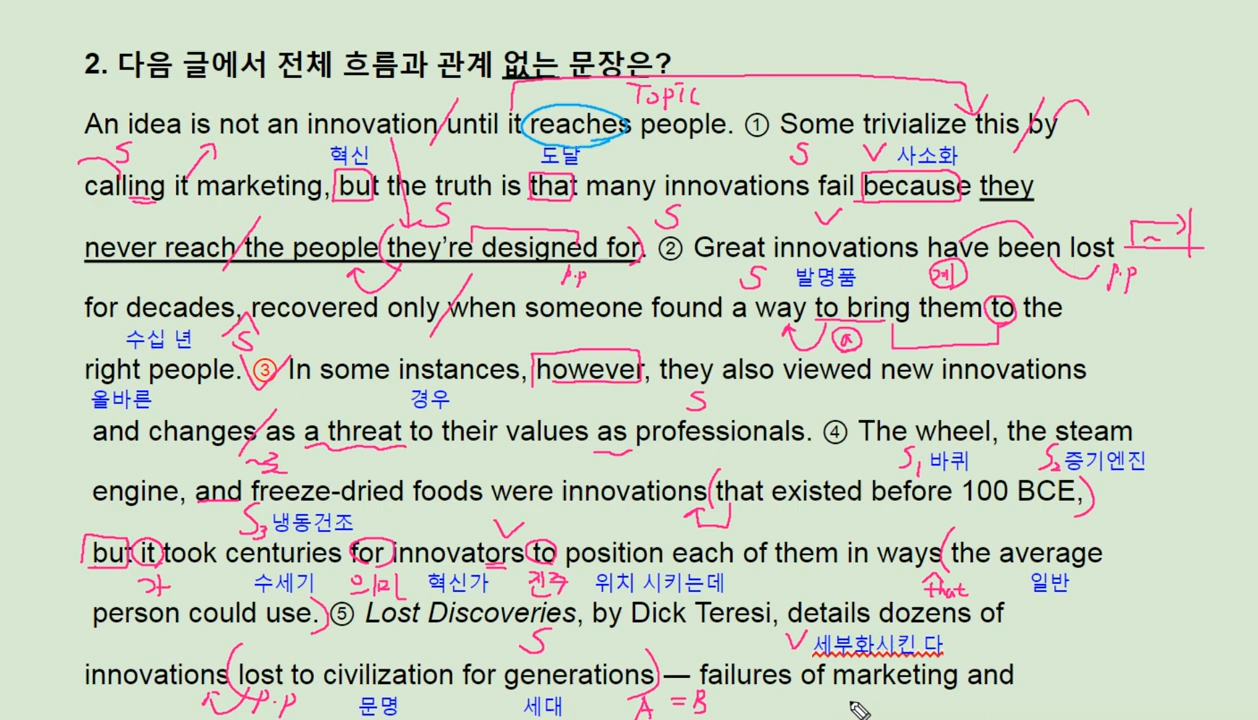 2. 다음 글에서 전체 흐름과 관계 없는 문장은?
Topic
An idea is not an innovation until it reaches people. ① Some trivialize this by
S 혁신 도달 S V 사소화
calling it marketing, but the truth is that many innovations fail because they
S S V
never reach the people they're designed for. ② Great innovations have been lost
p.p S 발명품 계 p.p
for decades, recovered only when someone found a way to bring them to the
수십 년 S a
right people. ③ In some instances, however, they also viewed new innovations
올바른 경우 S
and changes as a threat to their values as professionals. ④ The wheel, the steam
~로 S1 바퀴 S2 증기엔진
engine, and freeze-dried foods were innovations that existed before 100 BCE,
S3 냉동건조 V
but it took centuries for innovators to position each of them in ways the average
가 수세기 의미 혁신가 진주 위치 시키는데 that 일반
person could use. ⑤ Lost Discoveries, by Dick Teresi, details dozens of
S V 세부화시킨 다
innovations lost to civilization for generations — failures of marketing and
p.p 문명 세대 A = B